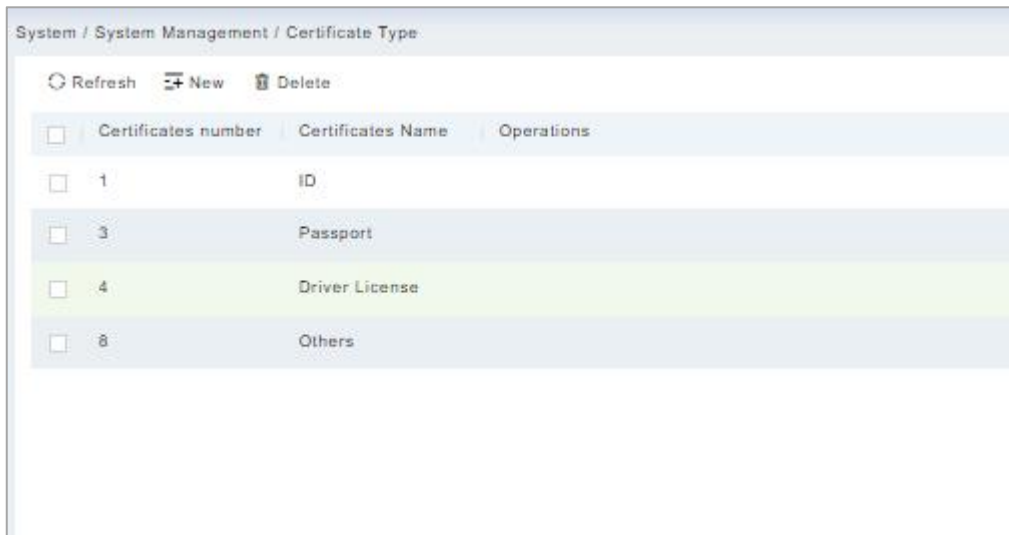 System / System Management / Certificate Type
Refresh New Delete
Certificates number Certificates Name Operations
1 ID
3 Passport
4 Driver License
8 Others